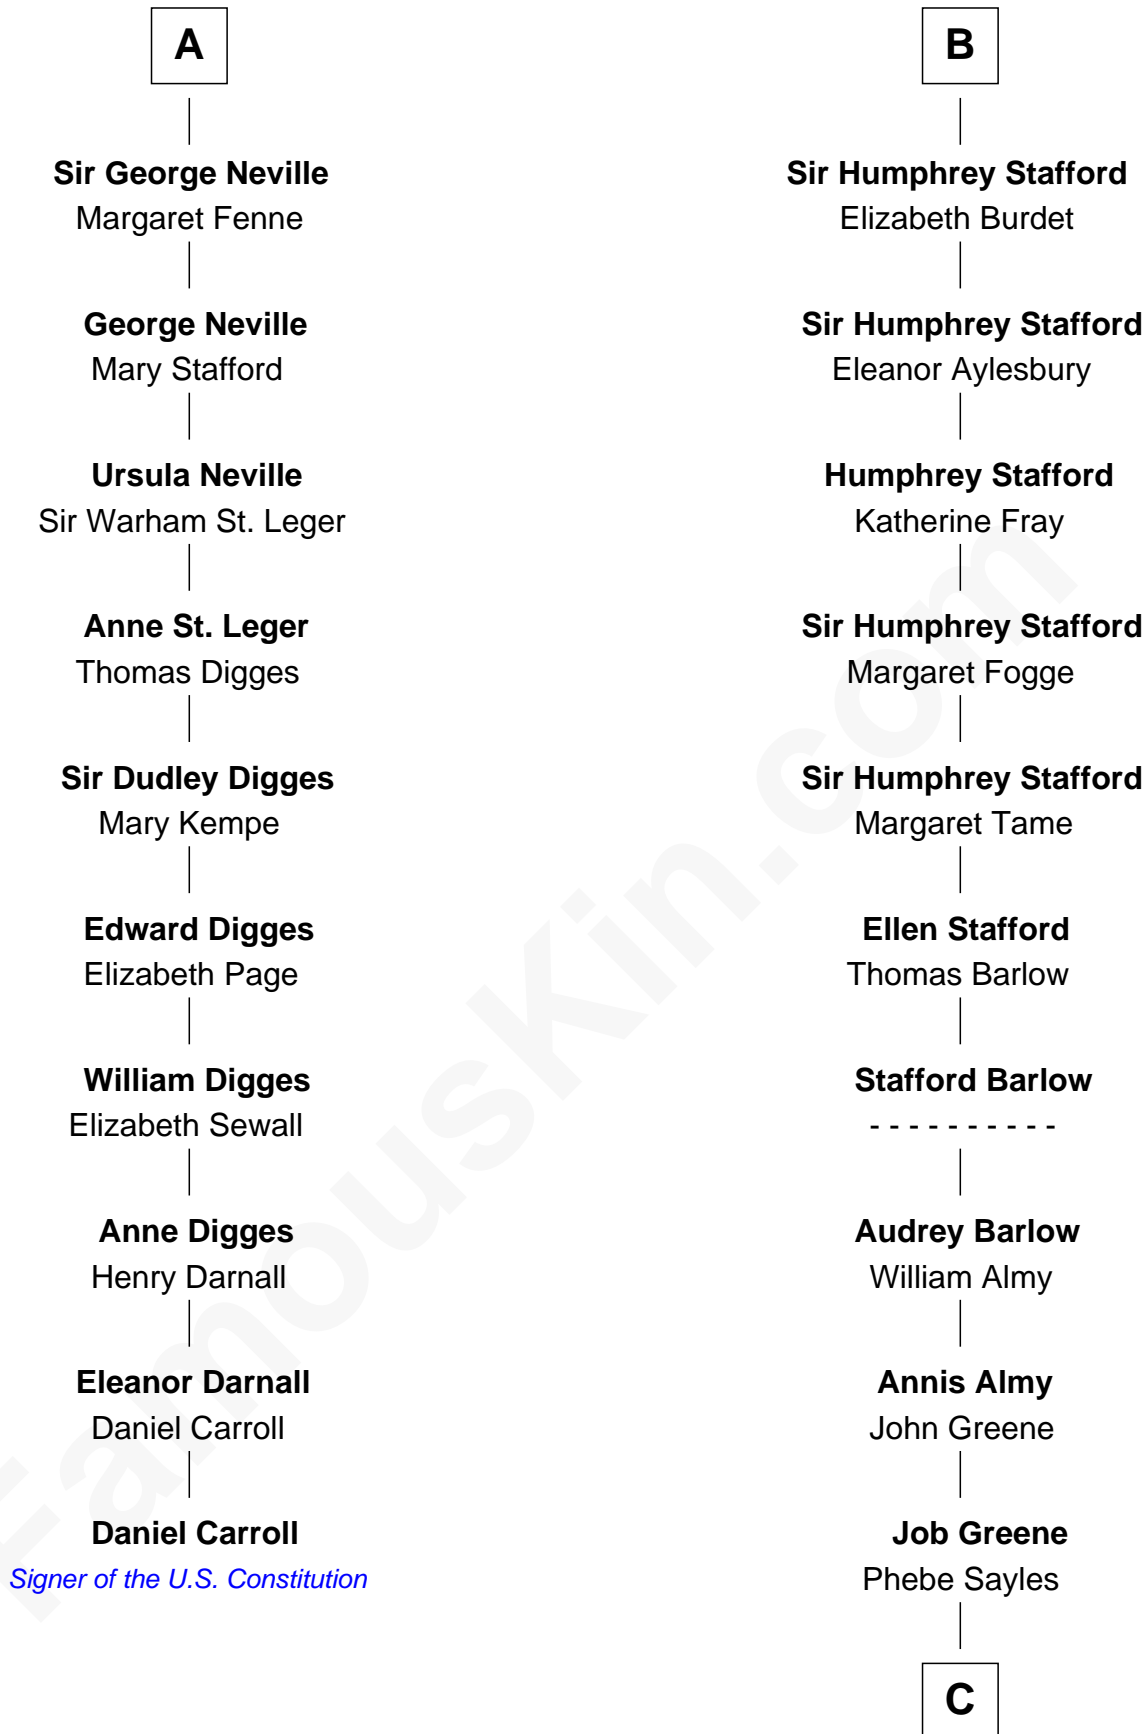 A
Sir George Neville
Margaret Fenne
George Neville
Mary Stafford
Ursula Neville
Sir Warham St. Leger
Anne St. Leger
Thomas Digges
Sir Dudley Digges
Mary Kempe
Edward Digges
Elizabeth Page
William Digges
Elizabeth Sewall
Anne Digges
Henry Darnall
Eleanor Darnall
Daniel Carroll
Daniel Carroll
Signer of the U.S. Constitution
B
Sir Humphrey Stafford
Elizabeth Burdet
Sir Humphrey Stafford
Eleanor Aylesbury
Humphrey Stafford
Katherine Fray
Sir Humphrey Stafford
Margaret Fogge
Sir Humphrey Stafford
Margaret Tame
Ellen Stafford
Thomas Barlow
Stafford Barlow
- - - - - - - - - -
Audrey Barlow
William Almy
Annis Almy
John Greene
Job Greene
Phebe Sayles
C
FamousKin.com